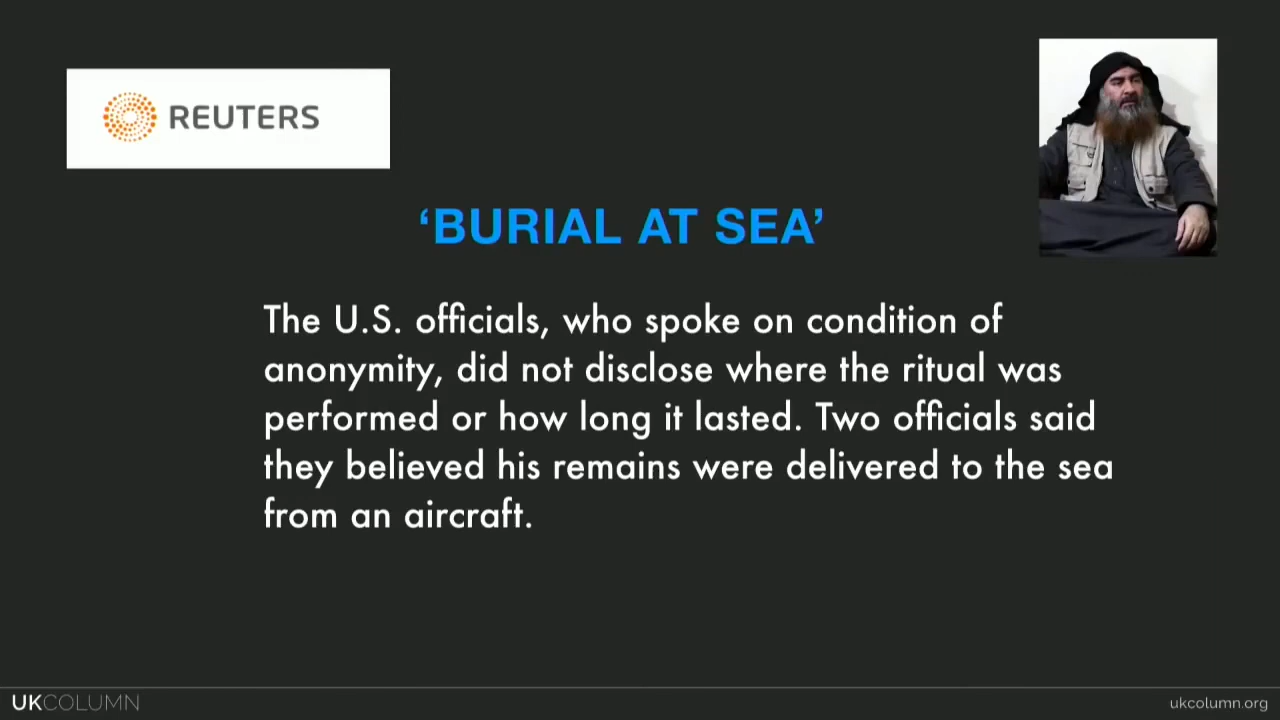 REUTERS
‘BURIAL AT SEA’
The U.S. officials, who spoke on condition of
anonymity, did not disclose where the ritual was
performed or how long it lasted. Two officials said
they believed his remains were delivered to the sea
from an aircraft.
UKCOLUMN
ukcolumn.org